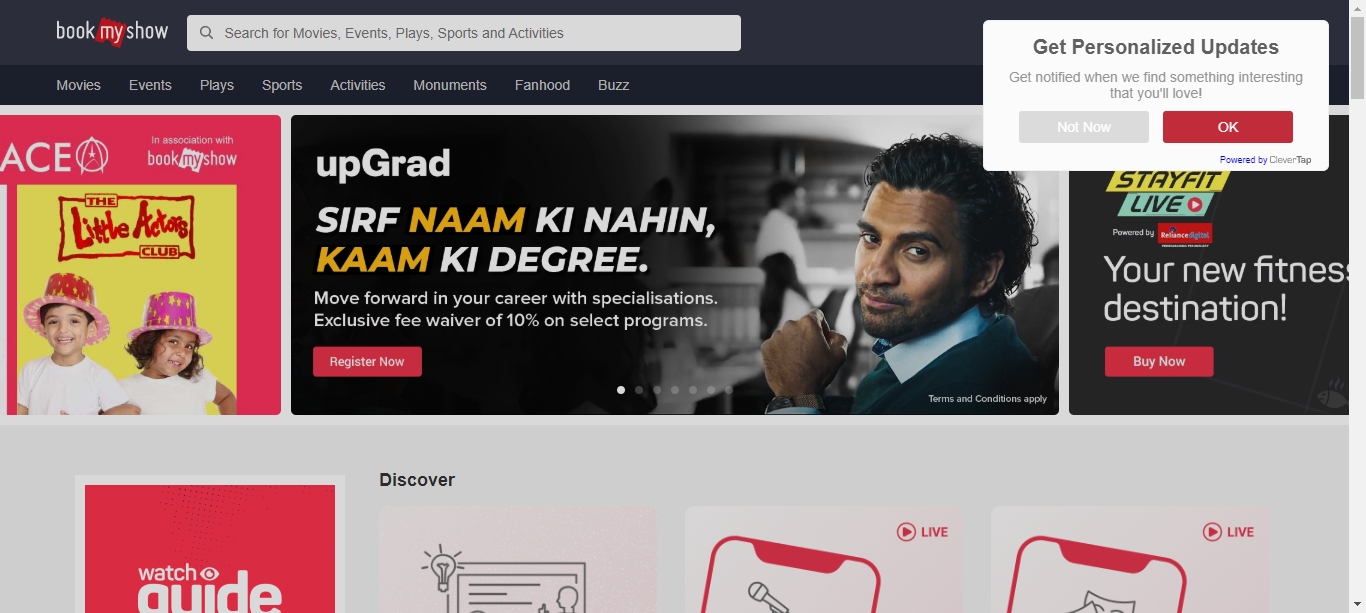 book my show
Search for Movies, Events, Plays, Sports and Activities
Get Personalized Updates
Get notified when we find something interesting
that you'll love!
Not Now
OK
Powered by CleverTap
Movies
Events
Plays
Sports
Activities
Monuments
Fanhood
Buzz
ACE
In association with
book my show
THE
Little Actors
CLUB
upGrad
SIRF NAAM KI NAHIN,
KAAM KI DEGREE.
Move forward in your career with specialisations.
Exclusive fee waiver of 10% on select programs.
Register Now
Terms and Conditions apply
STAYFIT
LIVE
Powered by Reliance digital
Your new fitness
destination!
Buy Now
Discover
watch
guide
LIVE
LIVE